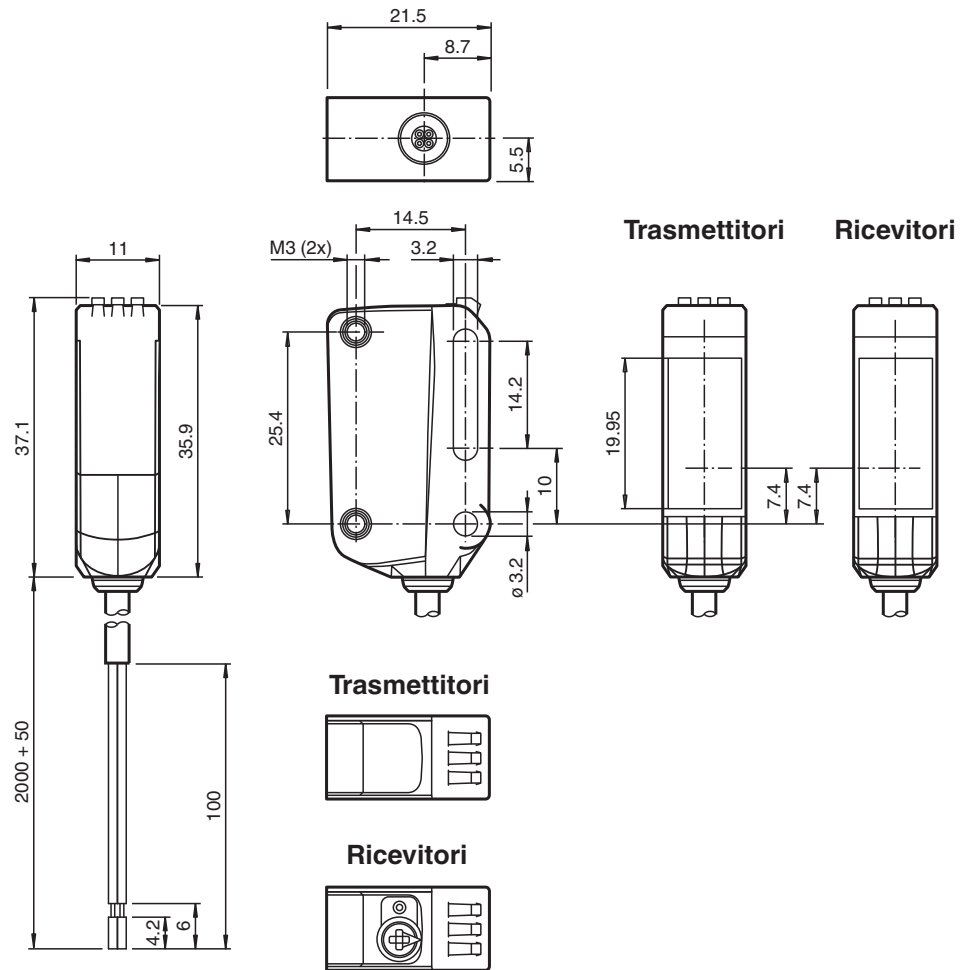 21.5
8.7
5.5
14.5
M3 (2x)
3.2
Trasmettitori
Ricevitori
11
37.1
35.9
25.4
14.2
10
ø 3.2
19.95
7.4
7.4
2000 + 50
100
6
4.2
Trasmettitori
Ricevitori